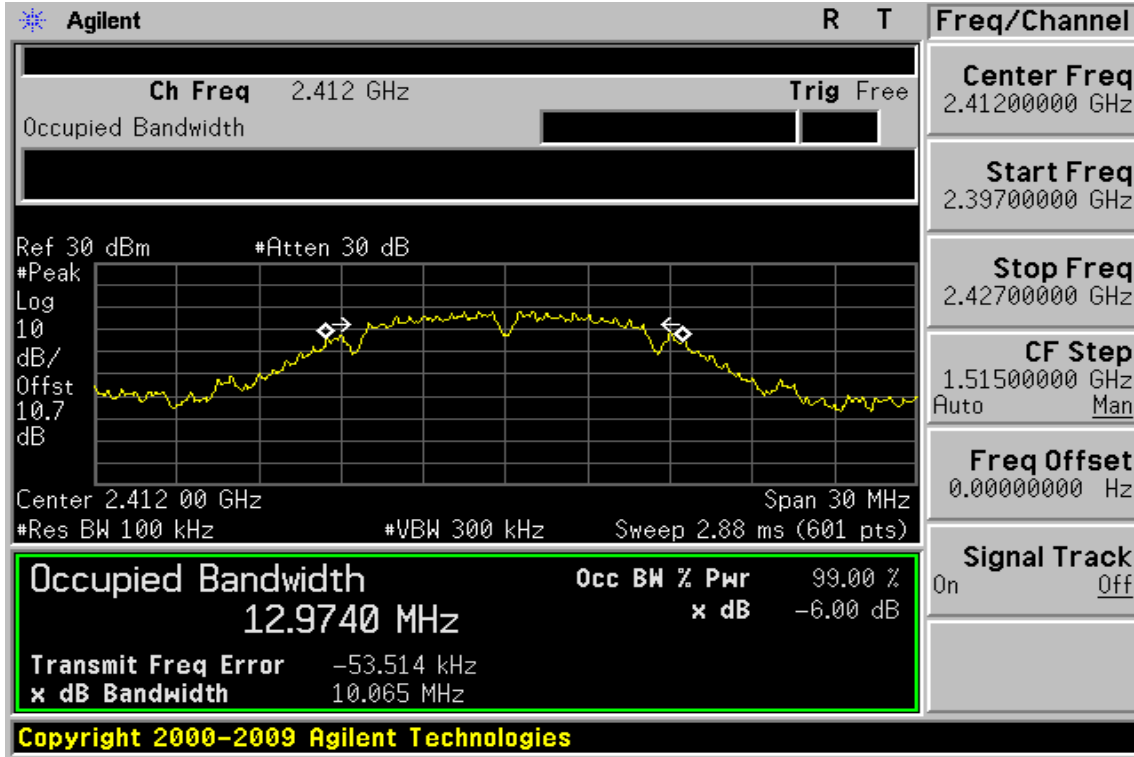 Agilent R T
Ch Freq 2.412 GHz Trig Free
Occupied Bandwidth
Ref 30 dBm #Atten 30 dB
#Peak
Log
10
dB/
Offst
10.7
dB
Center 2.412 00 GHz Span 30 MHz
#Res BW 100 kHz #VBW 300 kHz Sweep 2.88 ms (601 pts)
Occupied Bandwidth Occ BW % Pwr 99.00 %
12.9740 MHz x dB -6.00 dB
Transmit Freq Error -53.514 kHz
x dB Bandwidth 10.065 MHz
Copyright 2000-2009 Agilent Technologies
Freq/Channel
Center Freq
2.41200000 GHz
Start Freq
2.39700000 GHz
Stop Freq
2.42700000 GHz
CF Step
1.51500000 GHz
Auto Man
Freq Offset
0.00000000 Hz
Signal Track
On Off